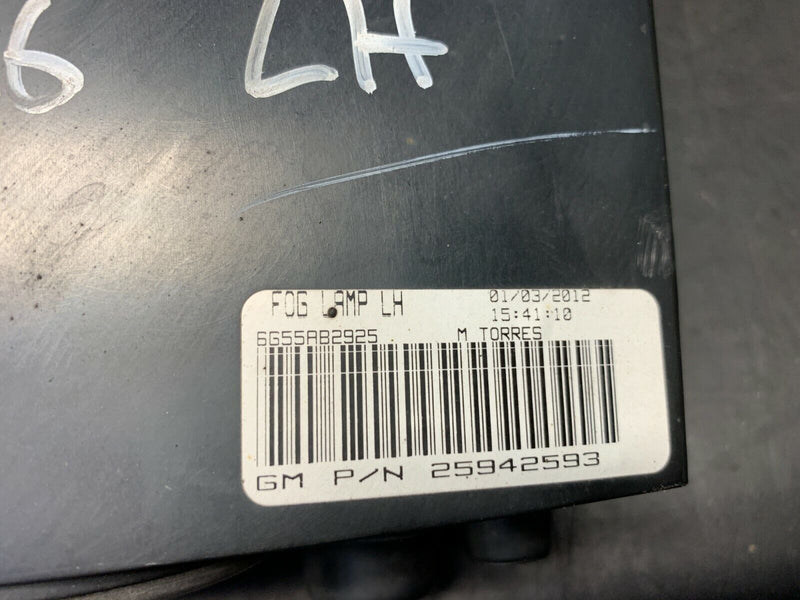 6 LH
FOG LAMP LH 01/03/2012
15:41:10
6G55AB2925 M TORRES
GM P/N 25942593